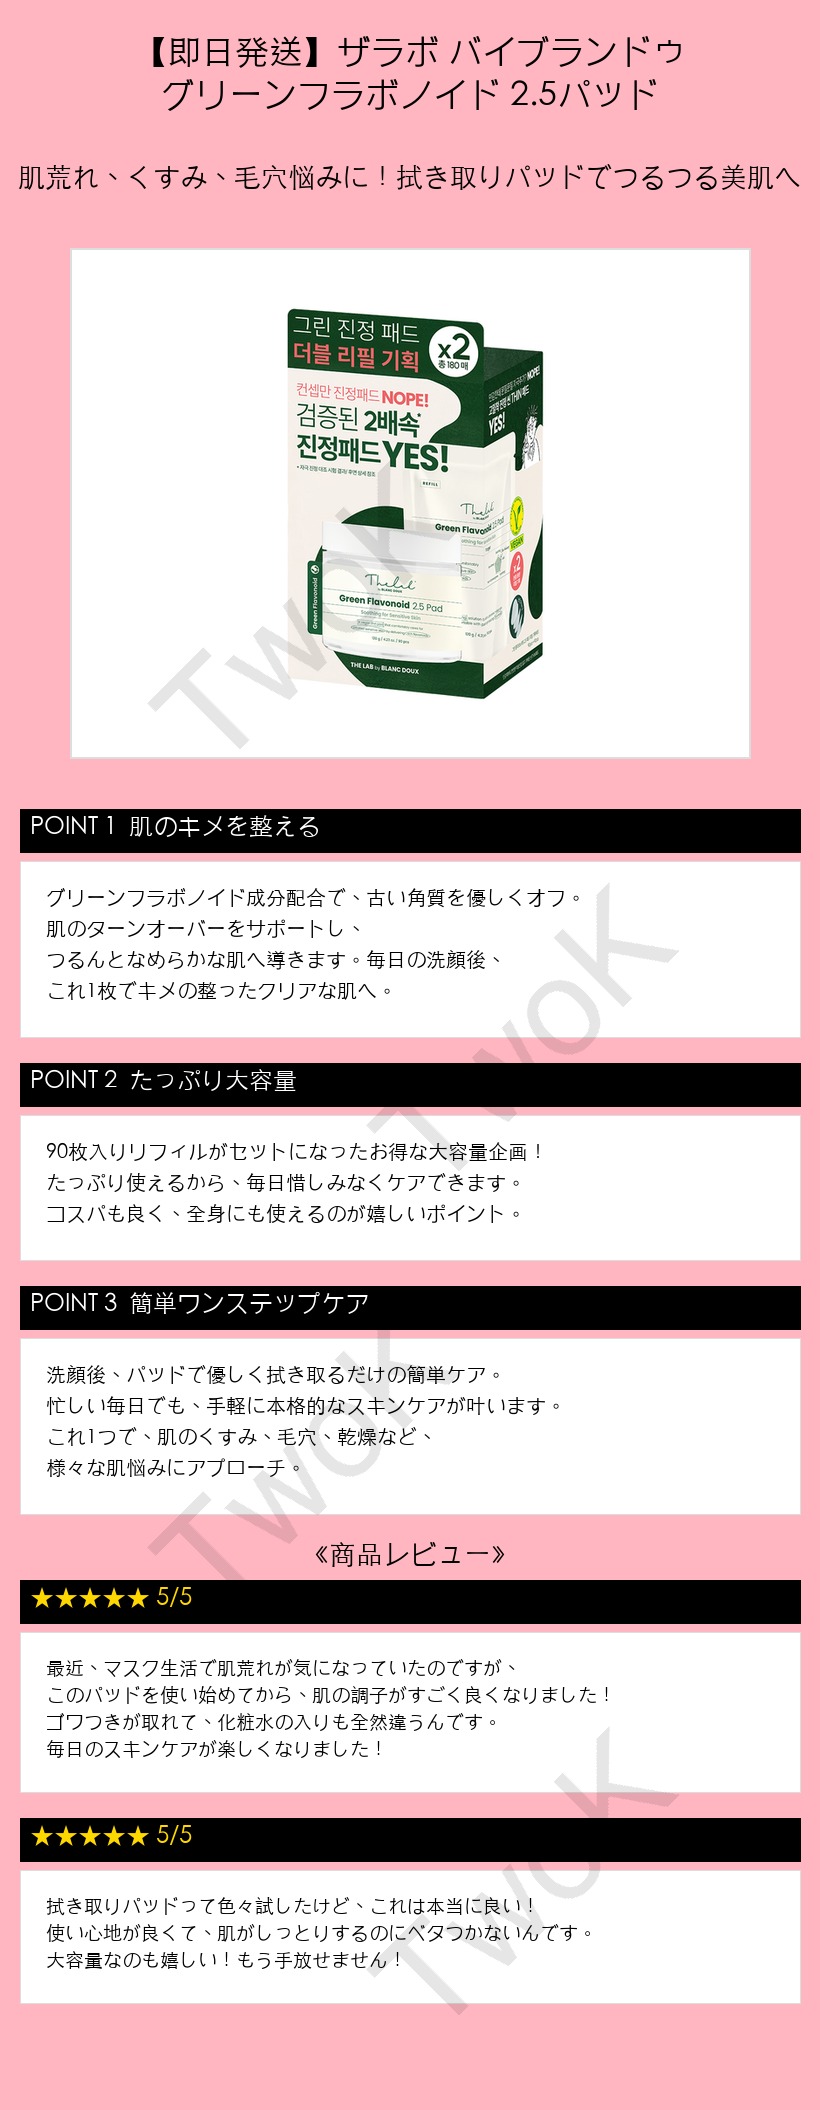 【即日発送】ザラボ バイブランドゥ
グリーンフラボノイド 2.5パッド
肌荒れ、くすみ、毛穴悩みに！拭き取りパッドでつるつる美肌へ
그린 진정 패드
더블 리필 기획
x2
총 180매
컨셉만 진정패드 NOPE!
검증된 2배속*
진정패드 YES!
NOPE!
YES!
REFILL
Green Flavonoid 2.5 Pad
VEGAN
x2
Green Flavonoid
by BLANC DOUX
Green Flavonoid 2.5 Pad
Soothing for Sensitive Skin
THE LAB by BLANC DOUX
TwoK
POINT 1 肌のキメを整える
グリーンフラボノイド成分配合で、古い角質を優しくオフ。
肌のターンオーバーをサポートし、
つるんとなめらかな肌へ導きます。毎日の洗顔後、
これ1枚でキメの整ったクリアな肌へ。
TwoK
POINT 2 たっぷり大容量
90枚入りリフィルがセットになったお得な大容量企画！
たっぷり使えるから、毎日惜しみなくケアできます。
コスパも良く、全身にも使えるのが嬉しいポイント。
POINT 3 簡単ワンステップケア
洗顔後、パッドで優しく拭き取るだけの簡単ケア。
忙しい毎日でも、手軽に本格的なスキンケアが叶います。
これ1つで、肌のくすみ、毛穴、乾燥など、
様々な肌悩みにアプローチ。
TwoK
《商品レビュー》
★★★★★ 5/5
最近、マスク生活で肌荒れが気になっていたのですが、
このパッドを使い始めてから、肌の調子がすごく良くなりました！
ゴワつきが取れて、化粧水の入りも全然違うんです。
毎日のスキンケアが楽しくなりました！
TwoK
★★★★★ 5/5
拭き取りパッドって色々試したけど、これは本当に良い！
使い心地が良くて、肌がしっとりするのにベタつかないんです。
大容量なのも嬉しい！もう手放せません！